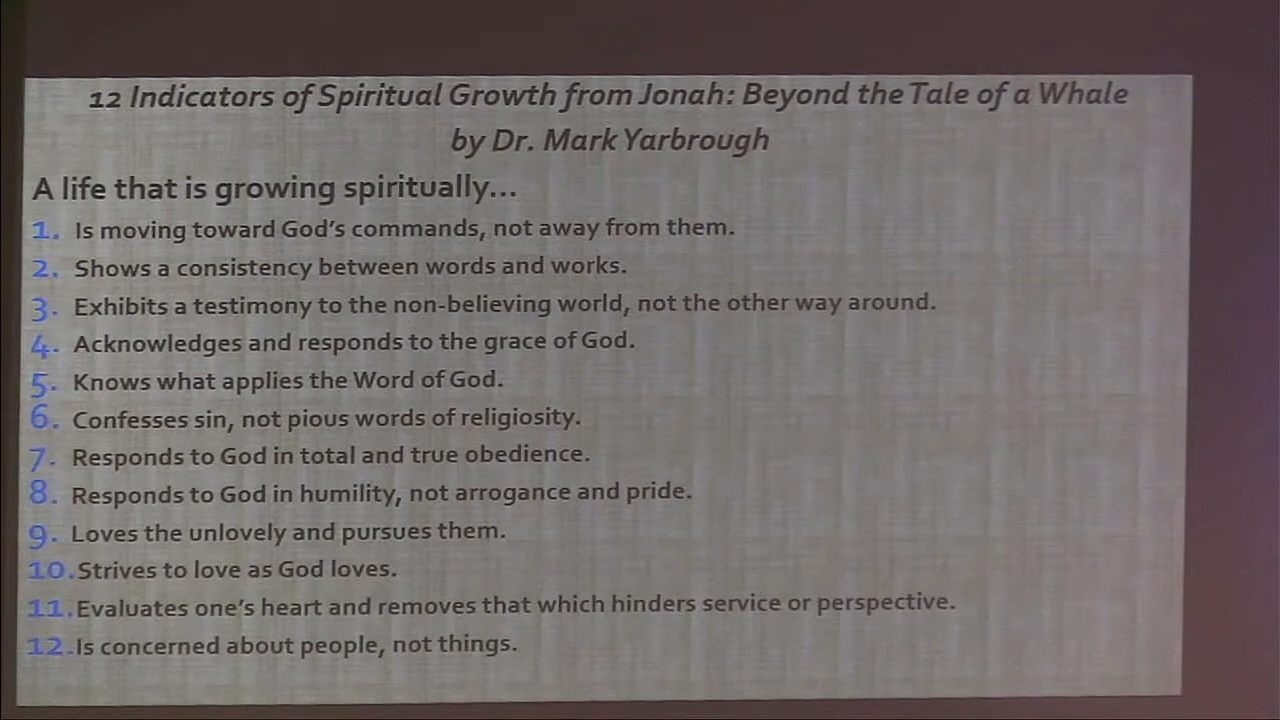 12 Indicators of Spiritual Growth from Jonah: Beyond the Tale of a Whale
by Dr. Mark Yarbrough
A life that is growing spiritually...
1. Is moving toward God's commands, not away from them.
2. Shows a consistency between words and works.
3. Exhibits a testimony to the non-believing world, not the other way around.
4. Acknowledges and responds to the grace of God.
5. Knows what applies the Word of God.
6. Confesses sin, not pious words of religiosity.
7. Responds to God in total and true obedience.
8. Responds to God in humility, not arrogance and pride.
9. Loves the unlovely and pursues them.
10. Strives to love as God loves.
11. Evaluates one's heart and removes that which hinders service or perspective.
12. Is concerned about people, not things.